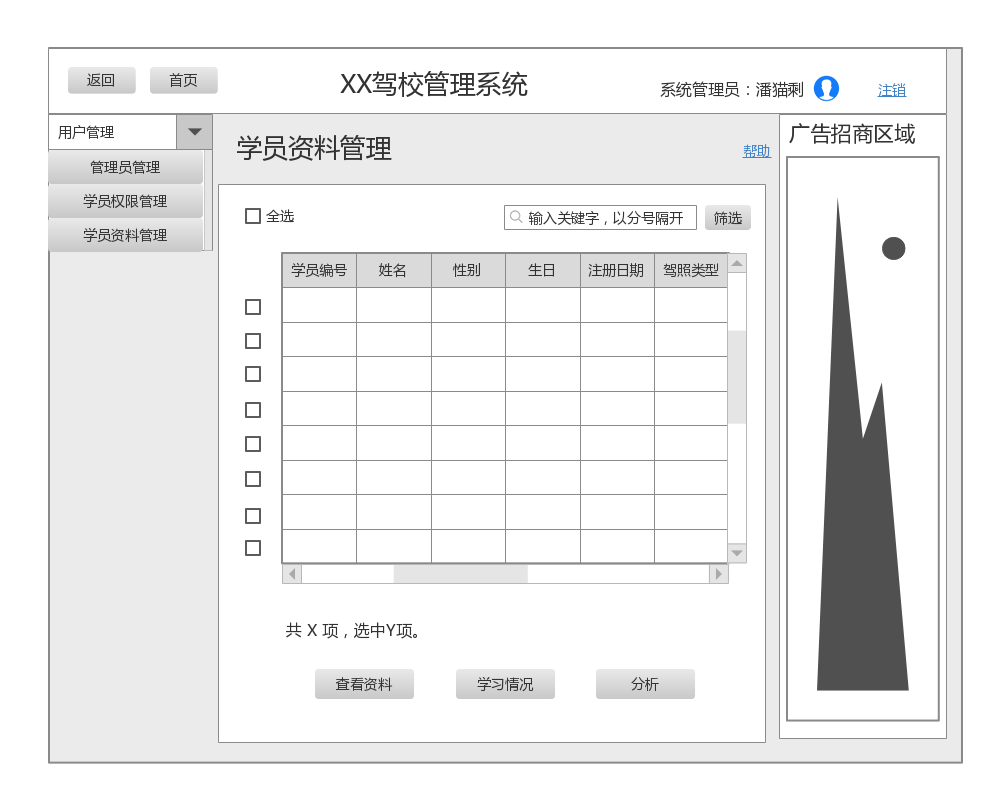 返回
首页
XX驾校管理系统
系统管理员：潘猫剩
注销
用户管理
管理员管理
学员权限管理
学员资料管理
学员资料管理
帮助
广告招商区域
全选
输入关键字，以分号隔开
筛选
学员编号 姓名 性别 生日 注册日期 驾照类型
共 X 项，选中Y项。
查看资料
学习情况
分析